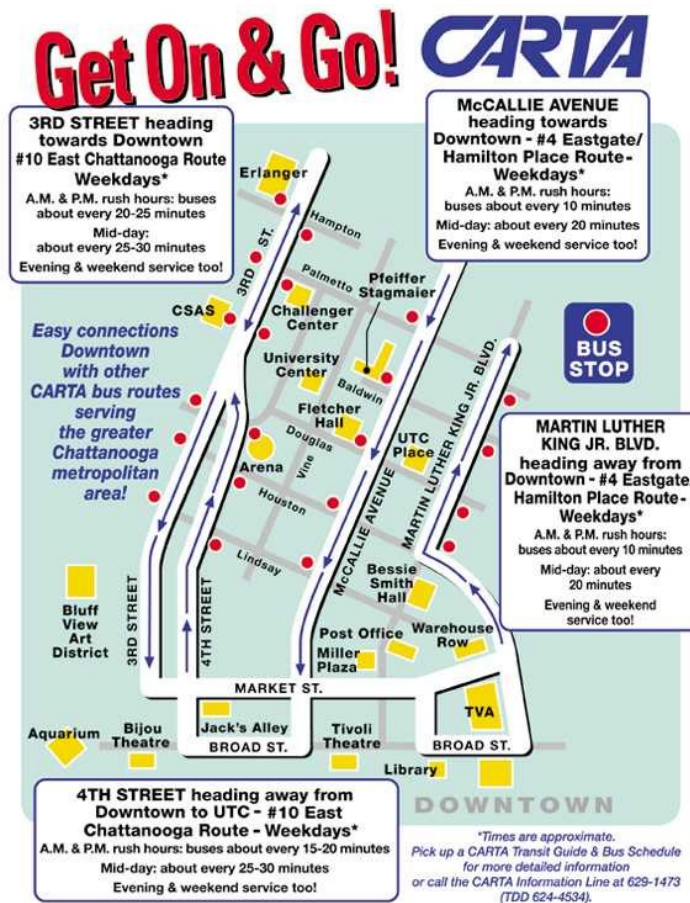 Get On & Go!
CARTA
3RD STREET heading
towards Downtown
#10 East Chattanooga Route
Weekdays*
A.M. & P.M. rush hours: buses
about every 20-25 minutes
Mid-day:
about every 25-30 minutes
Evening & weekend service too!
McCALLIE AVENUE
heading towards
Downtown - #4 Eastgate/
Hamilton Place Route-
Weekdays*
A.M. & P.M. rush hours:
buses about every 10 minutes
Mid-day: about every 20 minutes
Evening & weekend service too!
Erlanger
Hampton
3RD ST.
Palmetto
Pfeiffer
Stagmaier
CSAS
Challenger
Center
BUS
STOP
Easy connections
Downtown
with other
CARTA bus routes
serving
the greater
Chattanooga
metropolitan
area!
University
Center
Baldwin
Fletcher
Hall
Douglas
UTC
Place
Arena
Vine
Houston
Lindsay
McCALLIE AVENUE
MARTIN LUTHER KING JR. BLVD.
MARTIN LUTHER
KING JR. BLVD.
heading away from
Downtown - #4 Eastgate/
Hamilton Place Route-
Weekdays*
A.M. & P.M. rush hours:
buses about every 10 minutes
Mid-day: about every
20 minutes
Evening & weekend
service too!
Bessie
Smith
Hall
Bluff
View
Art
District
3RD STREET
4TH STREET
Post Office
Warehouse
Row
Miller
Plaza
MARKET ST.
TVA
Aquarium
Bijou
Theatre
Jack's Alley
BROAD ST.
Tivoli
Theatre
BROAD ST.
Library
DOWNTOWN
4TH STREET heading away from
Downtown to UTC - #10 East
Chattanooga Route - Weekdays*
A.M. & P.M. rush hours: buses about every 15-20 minutes
Mid-day: about every 25-30 minutes
Evening & weekend service too!
*Times are approximate.
Pick up a CARTA Transit Guide & Bus Schedule
for more detailed information
or call the CARTA Information Line at 629-1473
(TDD 624-4534).